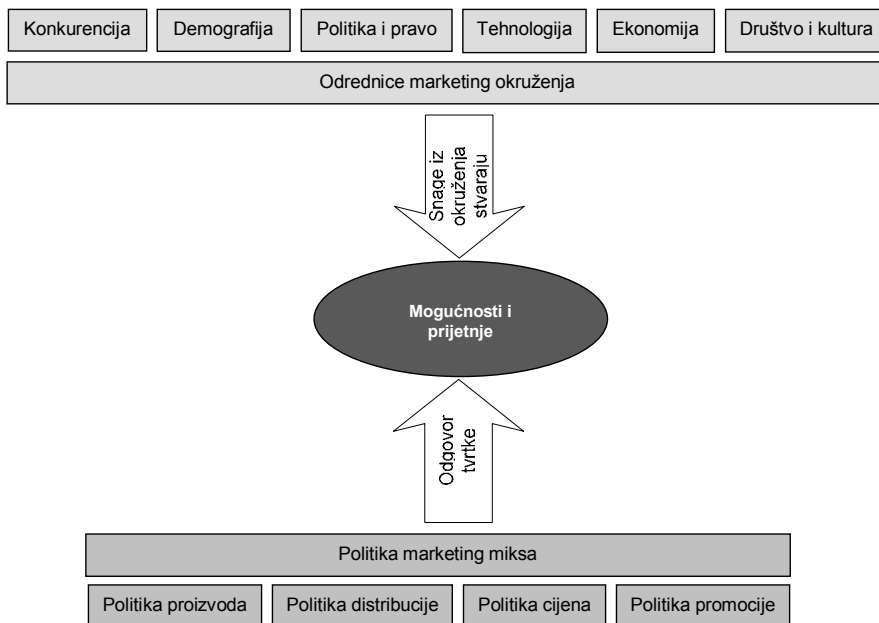 Konkurencija
Demografija
Politika i pravo
Tehnologija
Ekonomija
Društvo i kultura
Odrednice marketing okruženja
Snage iz
okruženja
stvaraju
Mogućnosti i
prijetnje
Odgovor
tvrtke
Politika marketing miksa
Politika proizvoda
Politika distribucije
Politika cijena
Politika promocije